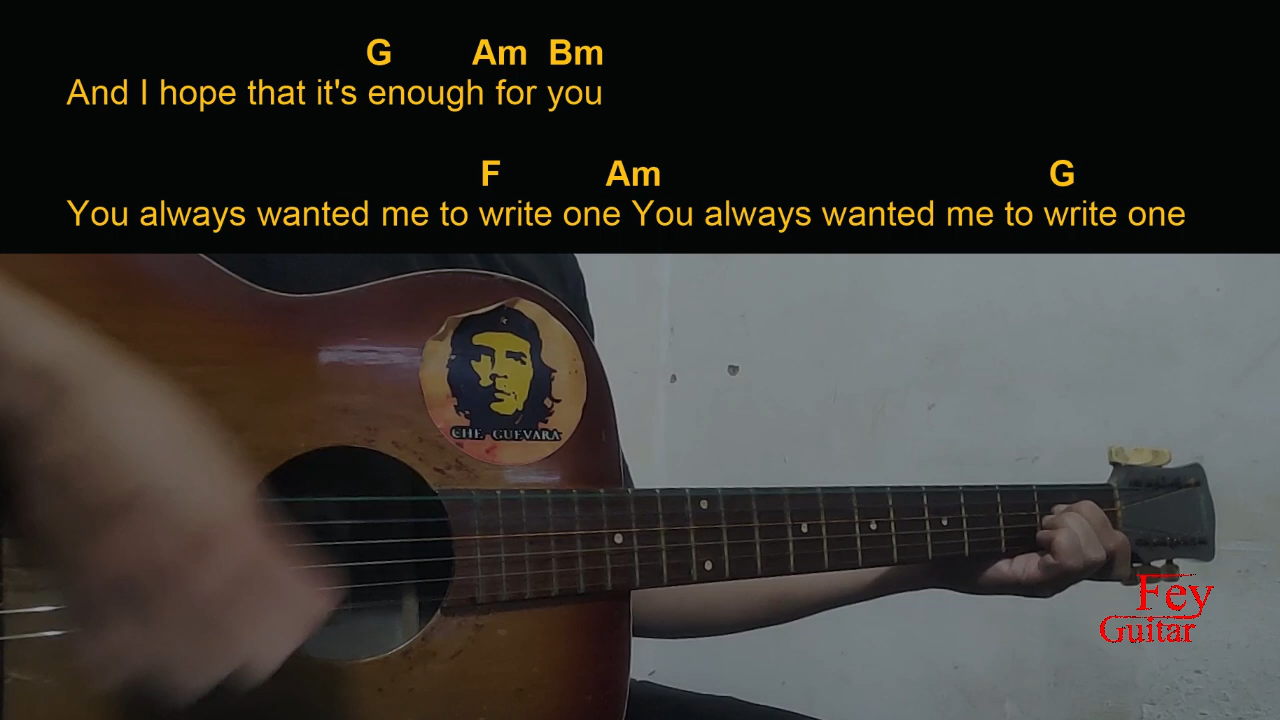 G Am Bm
And I hope that it's enough for you
F Am G
You always wanted me to write one You always wanted me to write one
CHE GUEVARA
Fey
Guitar